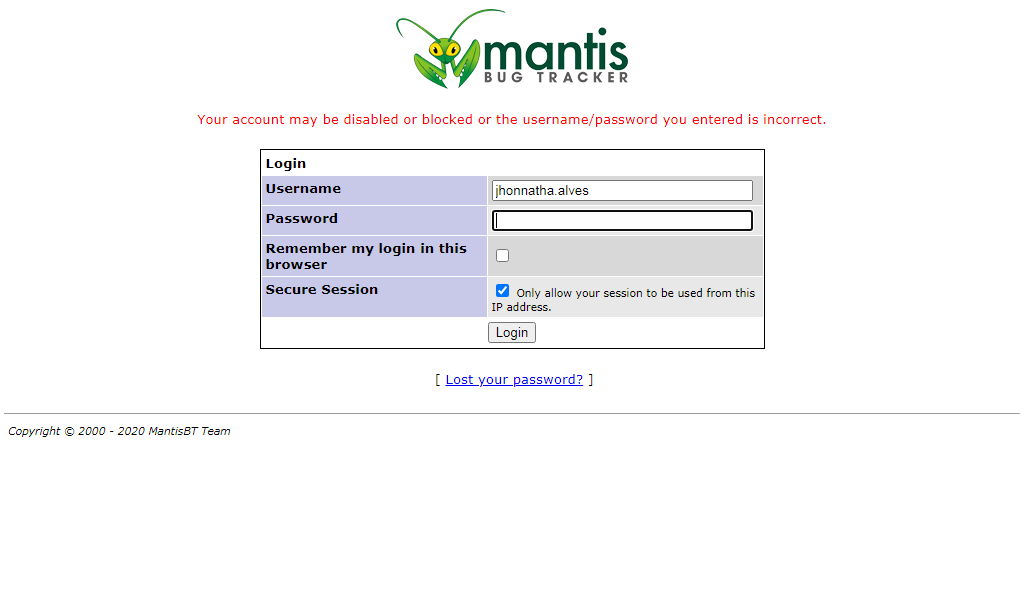 mantis
BUG TRACKER
Your account may be disabled or blocked or the username/password you entered is incorrect.
Login
Username jhonnatha.alves
Password
Remember my login in this
browser
Secure Session Only allow your session to be used from this
IP address.
Login
[ Lost your password? ]
Copyright © 2000 - 2020 MantisBT Team